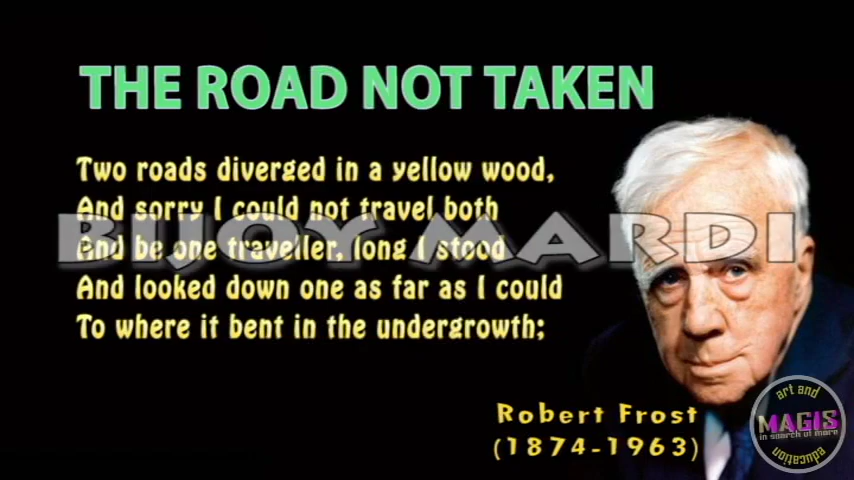 THE ROAD NOT TAKEN
Two roads diverged in a yellow wood,
And sorry I could not travel both
BIJOY MARDI
And be one traveller, long I stood
And looked down one as far as I could
To where it bent in the undergrowth;
Robert Frost
(1874-1963)
art and
MAGIS
in search of more
education